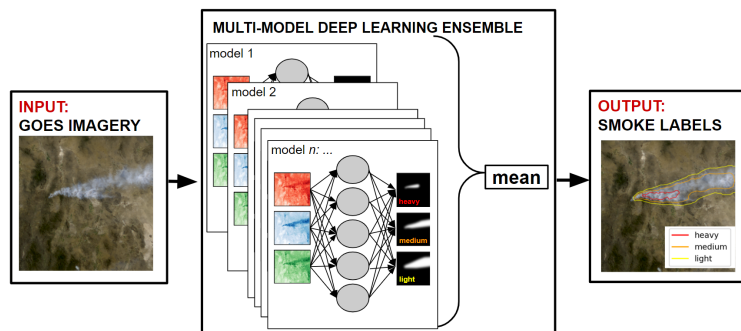 MULTI-MODEL DEEP LEARNING ENSEMBLE
INPUT:
GOES IMAGERY
model 1
model 2
model n: ...
heavy
medium
light
mean
OUTPUT:
SMOKE LABELS
heavy
medium
light